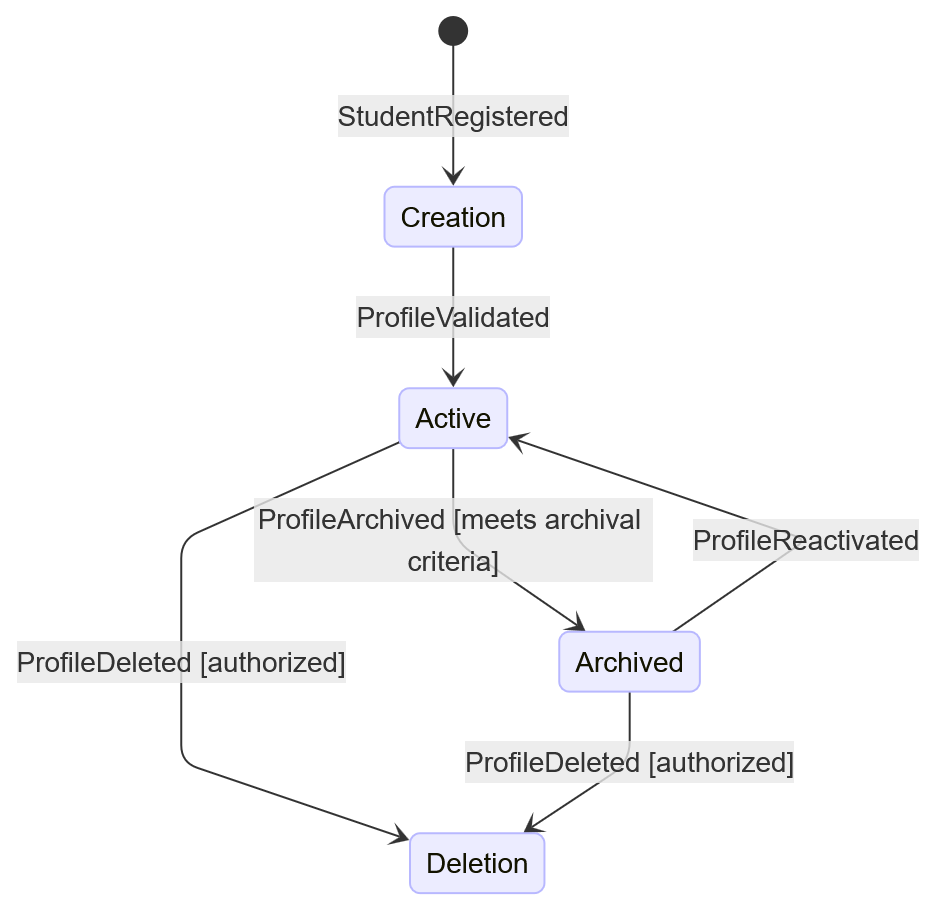 StudentRegistered
Creation
ProfileValidated
Active
ProfileArchived [meets archival
criteria]
ProfileReactivated
ProfileDeleted [authorized]
Archived
ProfileDeleted [authorized]
Deletion